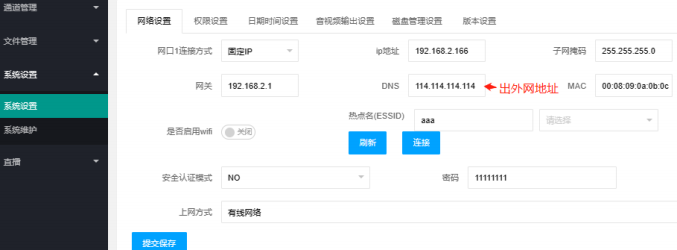 通道管理
文件管理
系统设置
系统设置
系统维护
直播
网络设置 权限设置 日期时间设置 音视频输出设置 磁盘管理设置 版本设置
网口1连接方式 固定IP ip地址 192.168.2.166 子网掩码 255.255.255.0
网关 192.168.2.1 DNS 114.114.114.114 出外网地址 MAC 00:08:09:0a:0b:0c
是否启用wifi 关闭 热点名(ESSID) aaa 请选择
刷新 连接
安全认证模式 NO 密码 11111111
上网方式 有线网络
提交保存